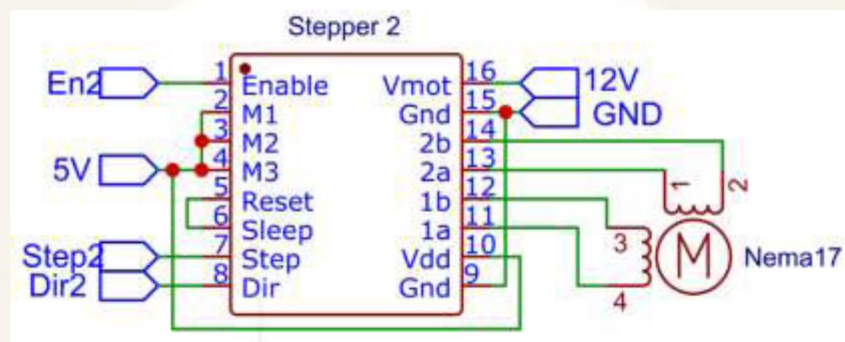 Stepper 2
En2 1 Enable Vmot 16 12V
2 M1 Gnd 15 GND
3 M2 2b 14
5V 4 M3 2a 13 1 2
5 Reset 1b 12
6 Sleep 1a 11 3 M Nema17
Step2 7 Step Vdd 10
Dir2 8 Dir Gnd 9 4